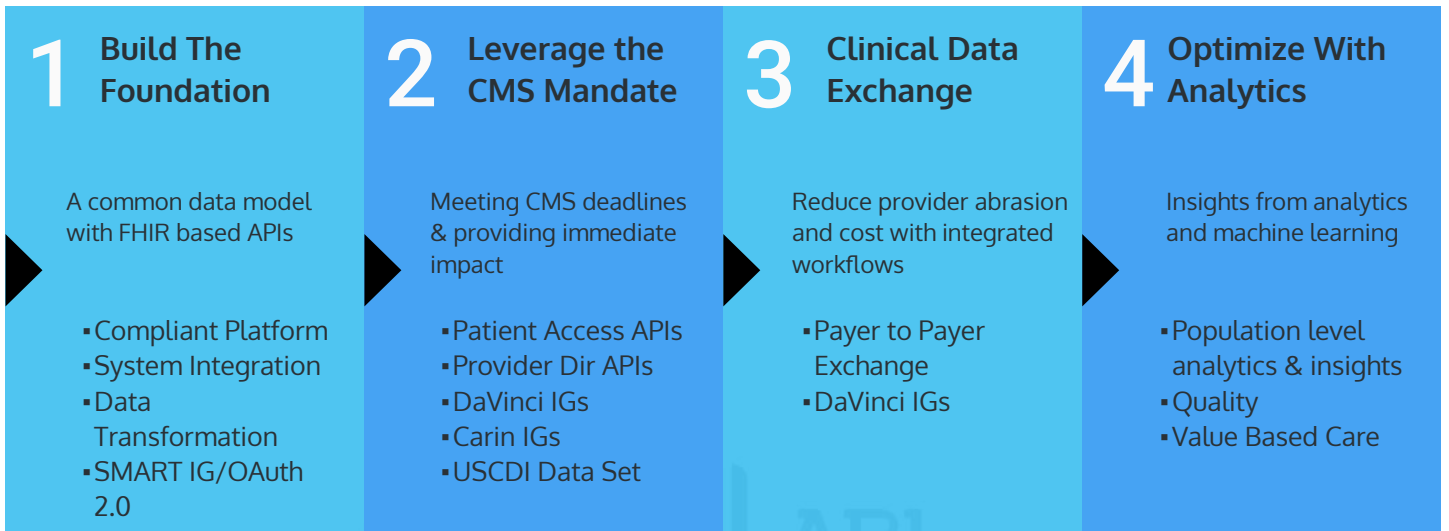 1
Build The
Foundation
A common data model
with FHIR based APIs
▪Compliant Platform
▪System Integration
▪Data
Transformation
▪SMART IG/OAuth
2.0
2
Leverage the
CMS Mandate
Meeting CMS deadlines
& providing immediate
impact
▪Patient Access APIs
▪Provider Dir APIs
▪DaVinci IGs
▪Carin IGs
▪USCDI Data Set
3
Clinical Data
Exchange
Reduce provider abrasion
and cost with integrated
workflows
▪Payer to Payer
Exchange
▪DaVinci IGs
4
Optimize With
Analytics
Insights from analytics
and machine learning
▪Population level
analytics & insights
▪Quality
▪Value Based Care